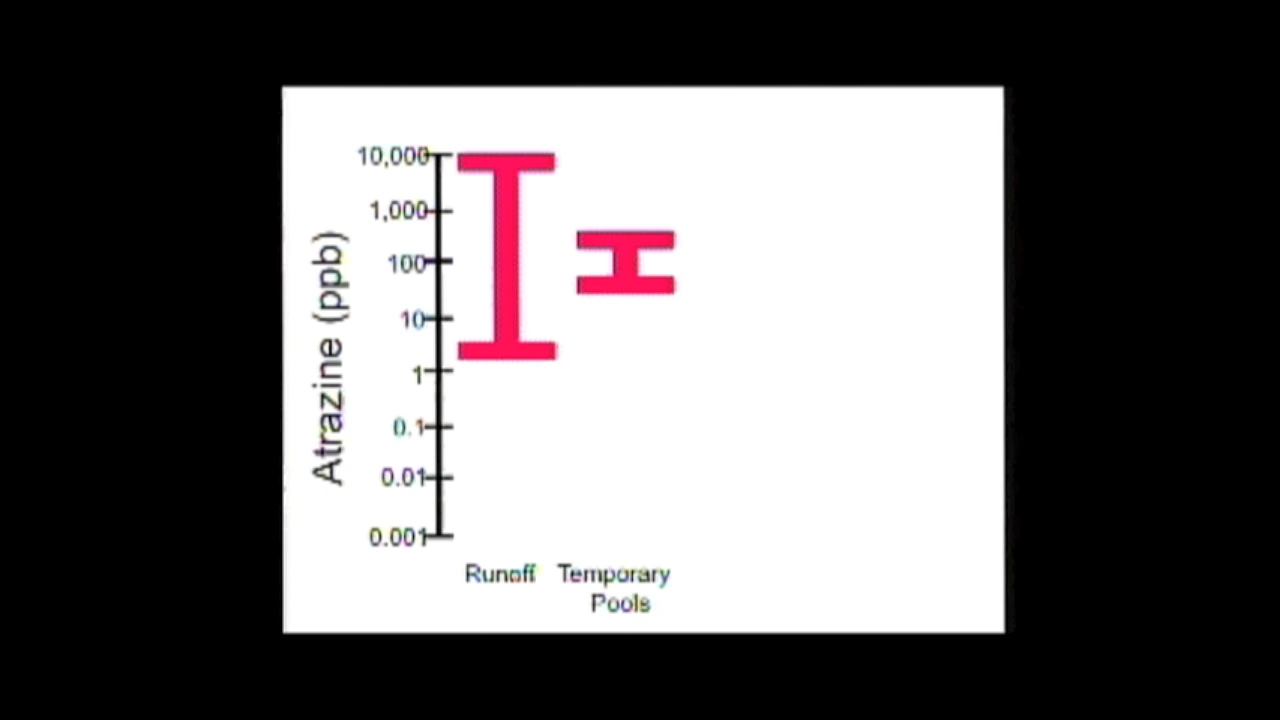 Atrazine (ppb)
10,000
1,000
100
10
1
0.1
0.01
0.001
Runoff
Temporary
Pools